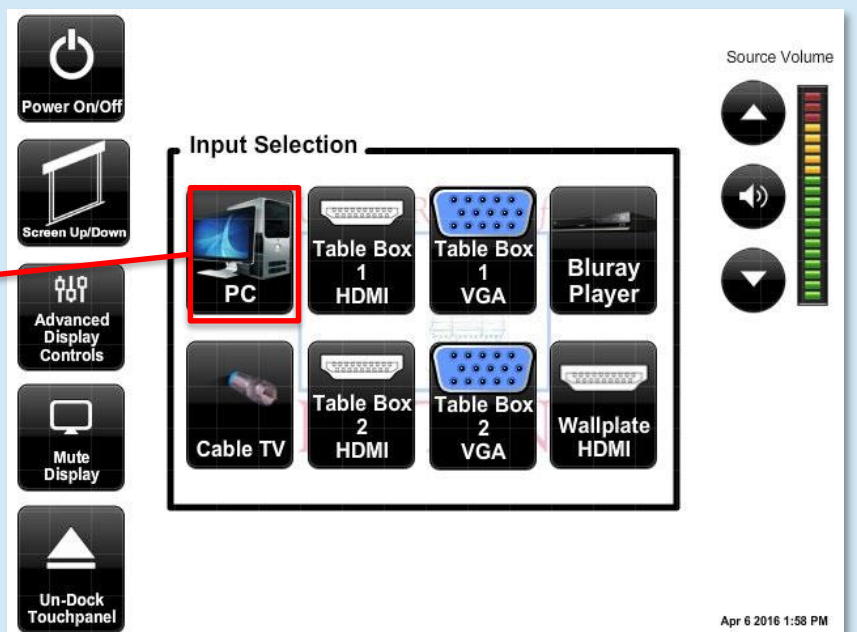 Power On/Off
Screen Up/Down
Advanced
Display
Controls
Mute
Display
Un-Dock
Touchpanel
Input Selection
PC
Table Box
1
HDMI
Table Box
1
VGA
Bluray
Player
Cable TV
Table Box
2
HDMI
Table Box
2
VGA
Wallplate
HDMI
Source Volume
Apr 6 2016 1:58 PM